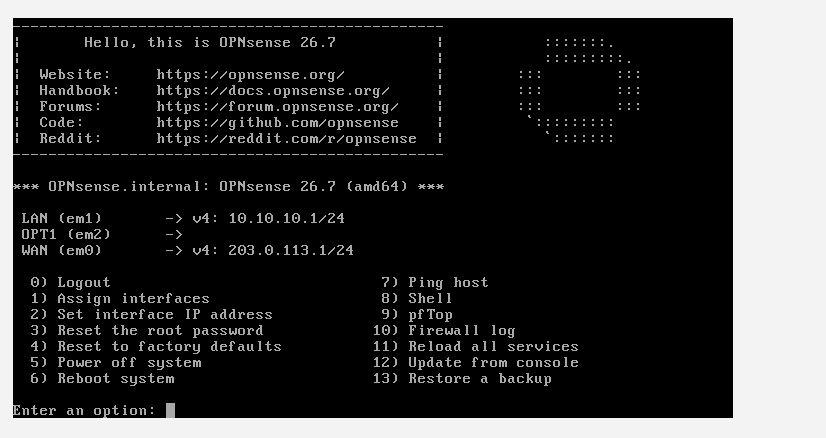 Hello, this is OPNsense 26.7
Website: https://opnsense.org/
Handbook: https://docs.opnsense.org/
Forums: https://forum.opnsense.org/
Code: https://github.com/opnsense
Reddit: https://reddit.com/r/opnsense
*** OPNsense.internal: OPNsense 26.7 (amd64) ***
LAN (em1) -> v4: 10.10.10.1/24
OPT1 (em2) ->
WAN (em0) -> v4: 203.0.113.1/24
0) Logout 7) Ping host
1) Assign interfaces 8) Shell
2) Set interface IP address 9) pfTop
3) Reset the root password 10) Firewall log
4) Reset to factory defaults 11) Reload all services
5) Power off system 12) Update from console
6) Reboot system 13) Restore a backup
Enter an option: